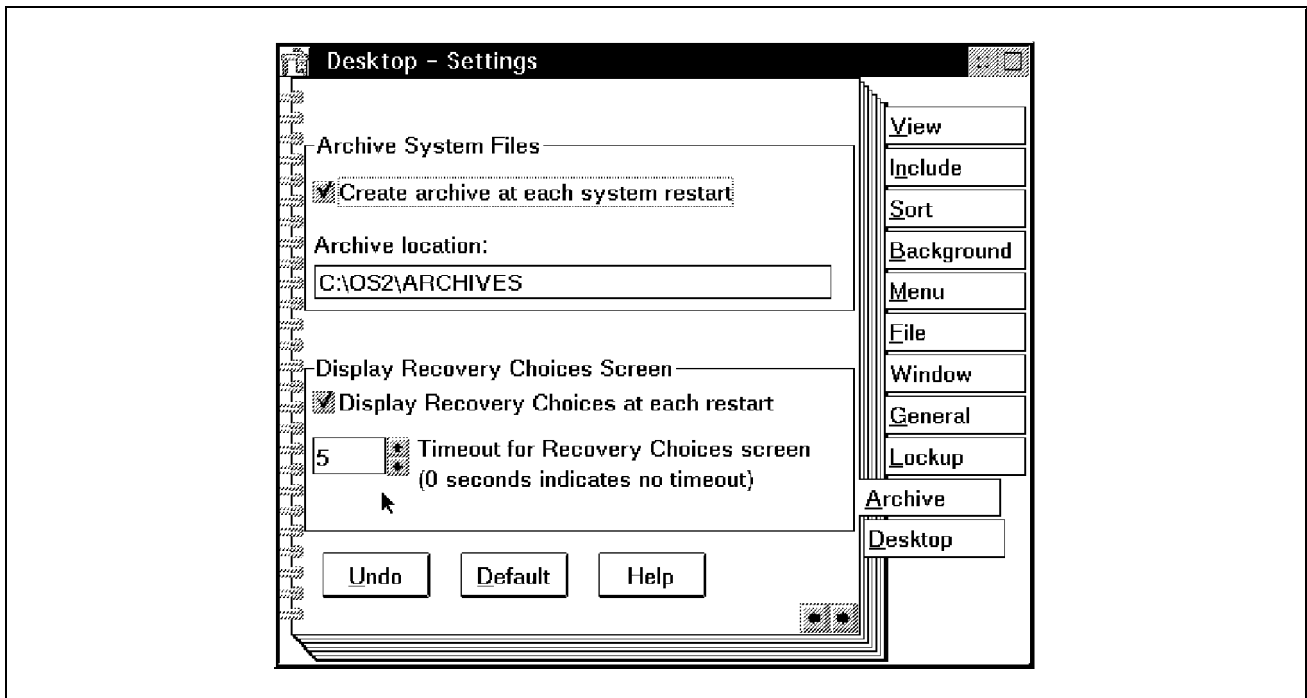 Desktop – Settings
Archive System Files
Create archive at each system restart
Archive location:
C:\OS2\ARCHIVES
Display Recovery Choices Screen
Display Recovery Choices at each restart
5
Timeout for Recovery Choices screen
(0 seconds indicates no timeout)
Undo
Default
Help
View
Include
Sort
Background
Menu
File
Window
General
Lockup
Archive
Desktop